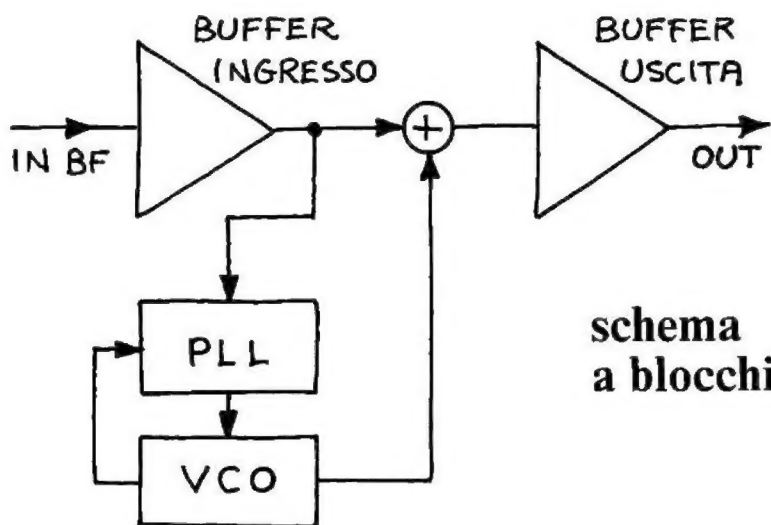 BUFFER
INGRESSO
BUFFER
USCITA
IN BF
OUT
PLL
schema
a blocchi
VCO